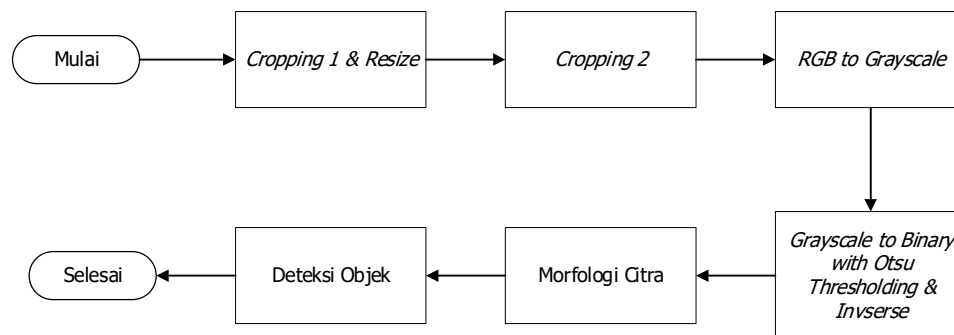 Mulai
Cropping 1 & Resize
Cropping 2
RGB to Grayscale
Grayscale to Binary
with Otsu
Thresholding &
Invserse
Morfologi Citra
Deteksi Objek
Selesai